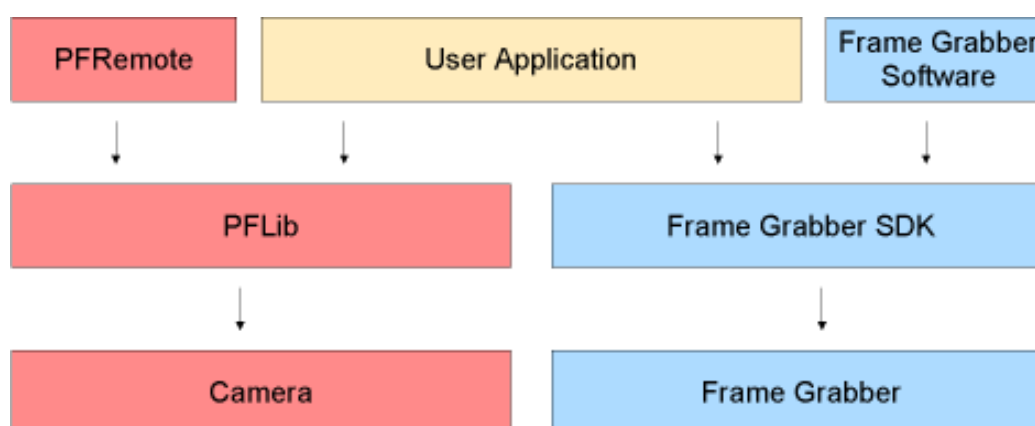 PFRemote
User Application
Frame Grabber
Software
PFLib
Frame Grabber SDK
Camera
Frame Grabber